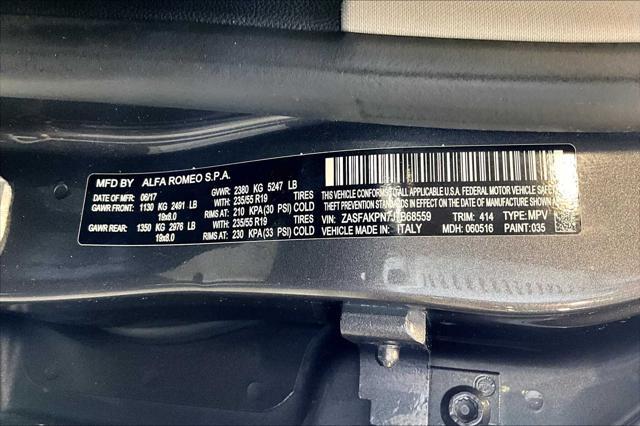 MFD BY ALFA ROMEO S.P.A.
DATE OF MFR 06/17 GVWR: 2380 KG 5247 LB
GAWR FRONT: 1130 KG 2491 LB WITH: 235/55 R19 TIRES
19x8.0 RIMS AT: 210 KPA (30 PSI) COLD
GAWR REAR: 1350 KG 2976 LB WITH: 235/55 R19 TIRES
19x8.0 RIMS AT: 230 KPA (33 PSI) COLD
THIS VEHICLE CONFORMS TO ALL APPLICABLE U.S.A. FEDERAL MOTOR VEHICLE SAFETY
THEFT PREVENTION STANDARDS IN EFFECT ON THE DATE OF MANUFACTURE SHOWN ABOVE
VIN: TRIM: 414 TYPE: MPV
VEHICLE MADE IN: ITALY MDH: 060516 PAINT: 035